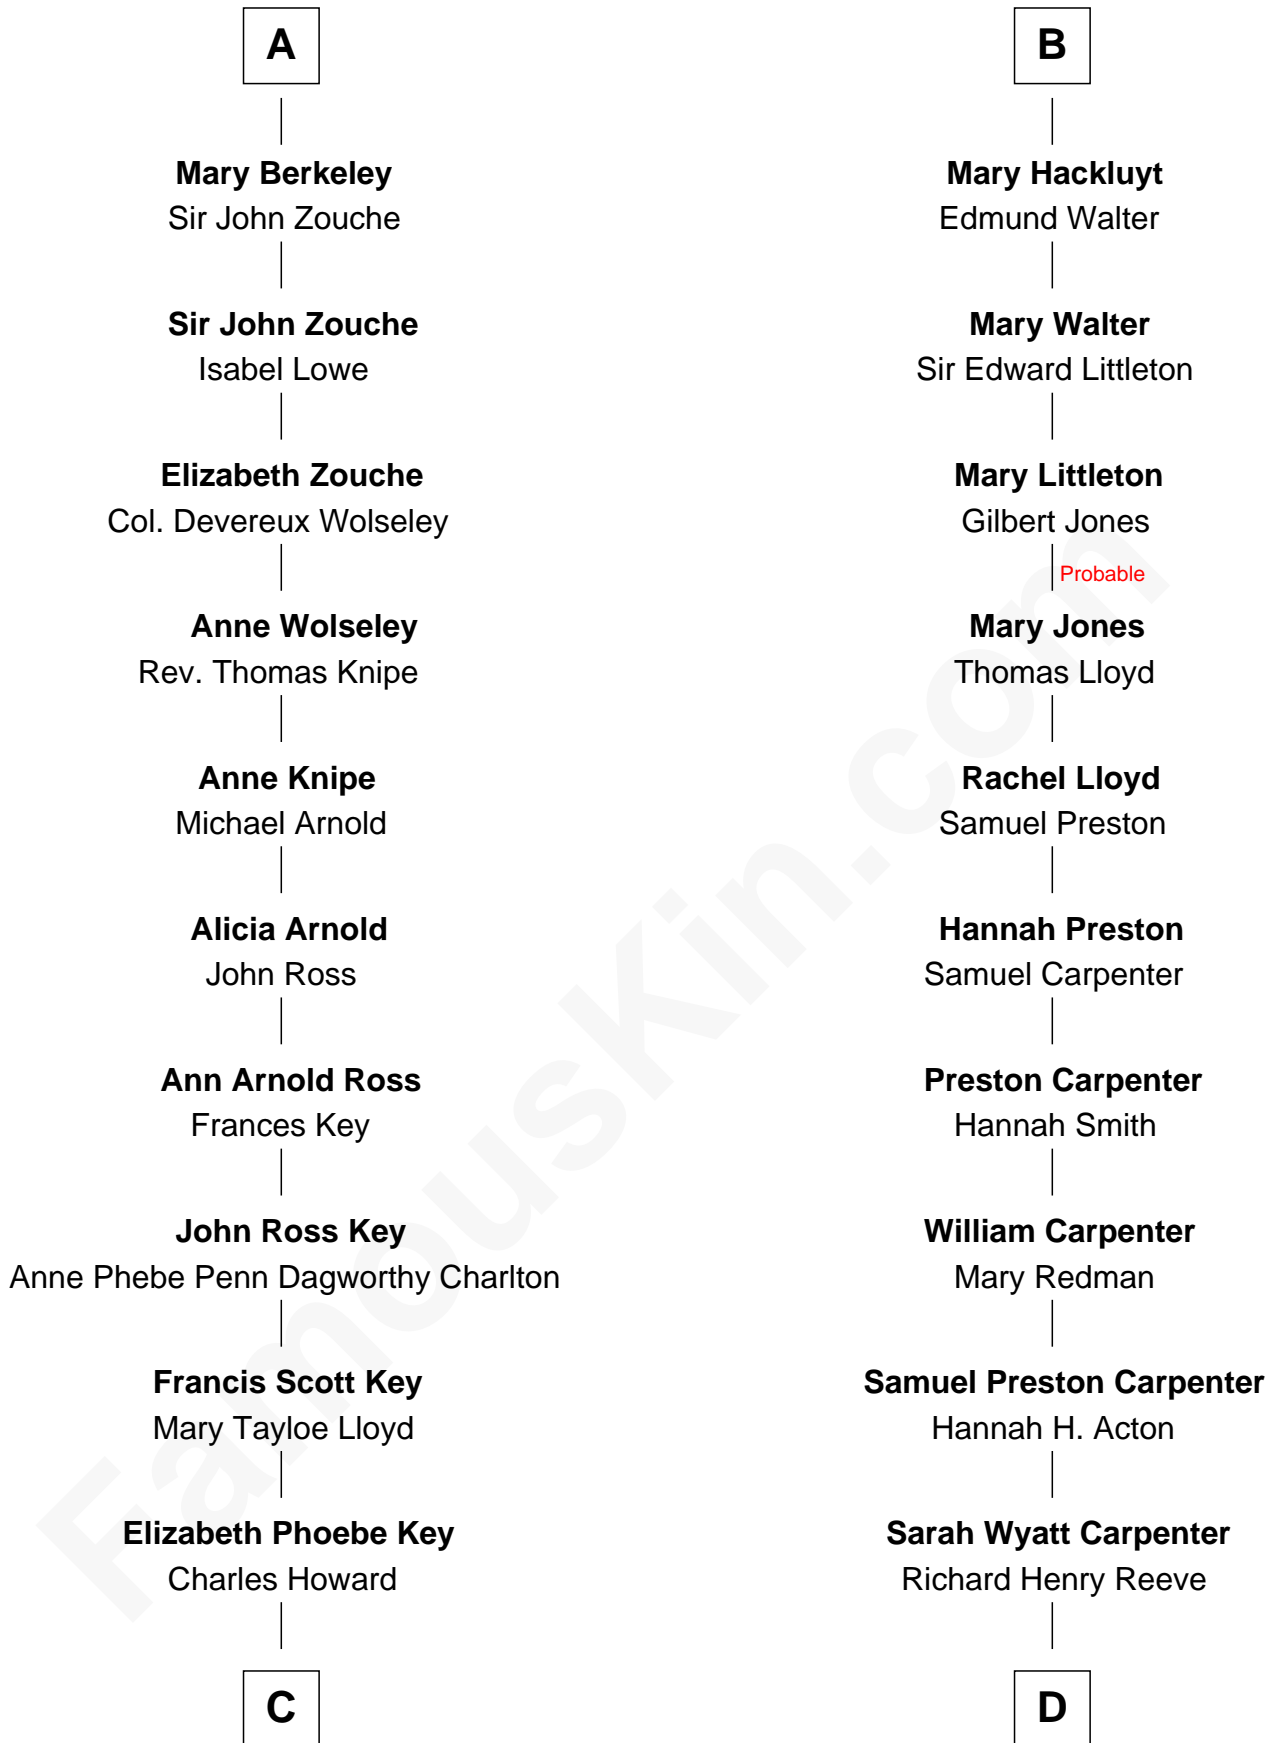 A
Mary Berkeley
Sir John Zouche
Sir John Zouche
Isabel Lowe
Elizabeth Zouche
Col. Devereux Wolseley
Anne Wolseley
Rev. Thomas Knipe
Anne Knipe
Michael Arnold
Alicia Arnold
John Ross
Ann Arnold Ross
Frances Key
John Ross Key
Anne Phebe Penn Dagworthy Charlton
Francis Scott Key
Mary Tayloe Lloyd
Elizabeth Phoebe Key
Charles Howard
C
B
Mary Hackluyt
Edmund Walter
Mary Walter
Sir Edward Littleton
Mary Littleton
Gilbert Jones
Probable
Mary Jones
Thomas Lloyd
Rachel Lloyd
Samuel Preston
Hannah Preston
Samuel Carpenter
Preston Carpenter
Hannah Smith
William Carpenter
Mary Redman
Samuel Preston Carpenter
Hannah H. Acton
Sarah Wyatt Carpenter
Richard Henry Reeve
D
FamousKin.com